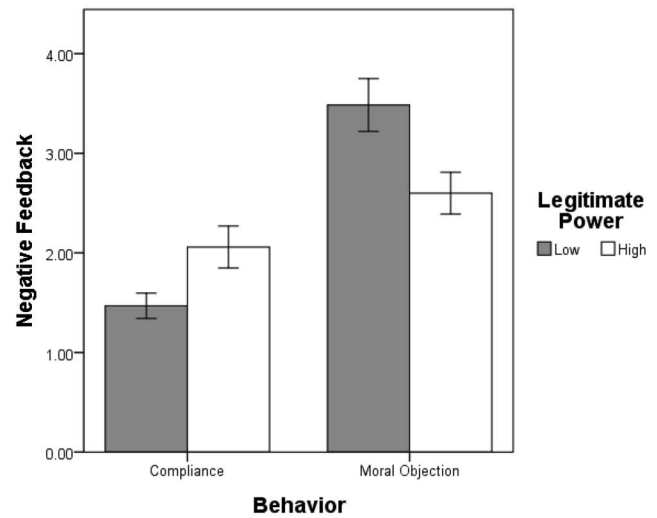 4.00
3.00
2.00
1.00
0.00
Negative Feedback
Compliance
Moral Objection
Behavior
Legitimate
Power
Low High